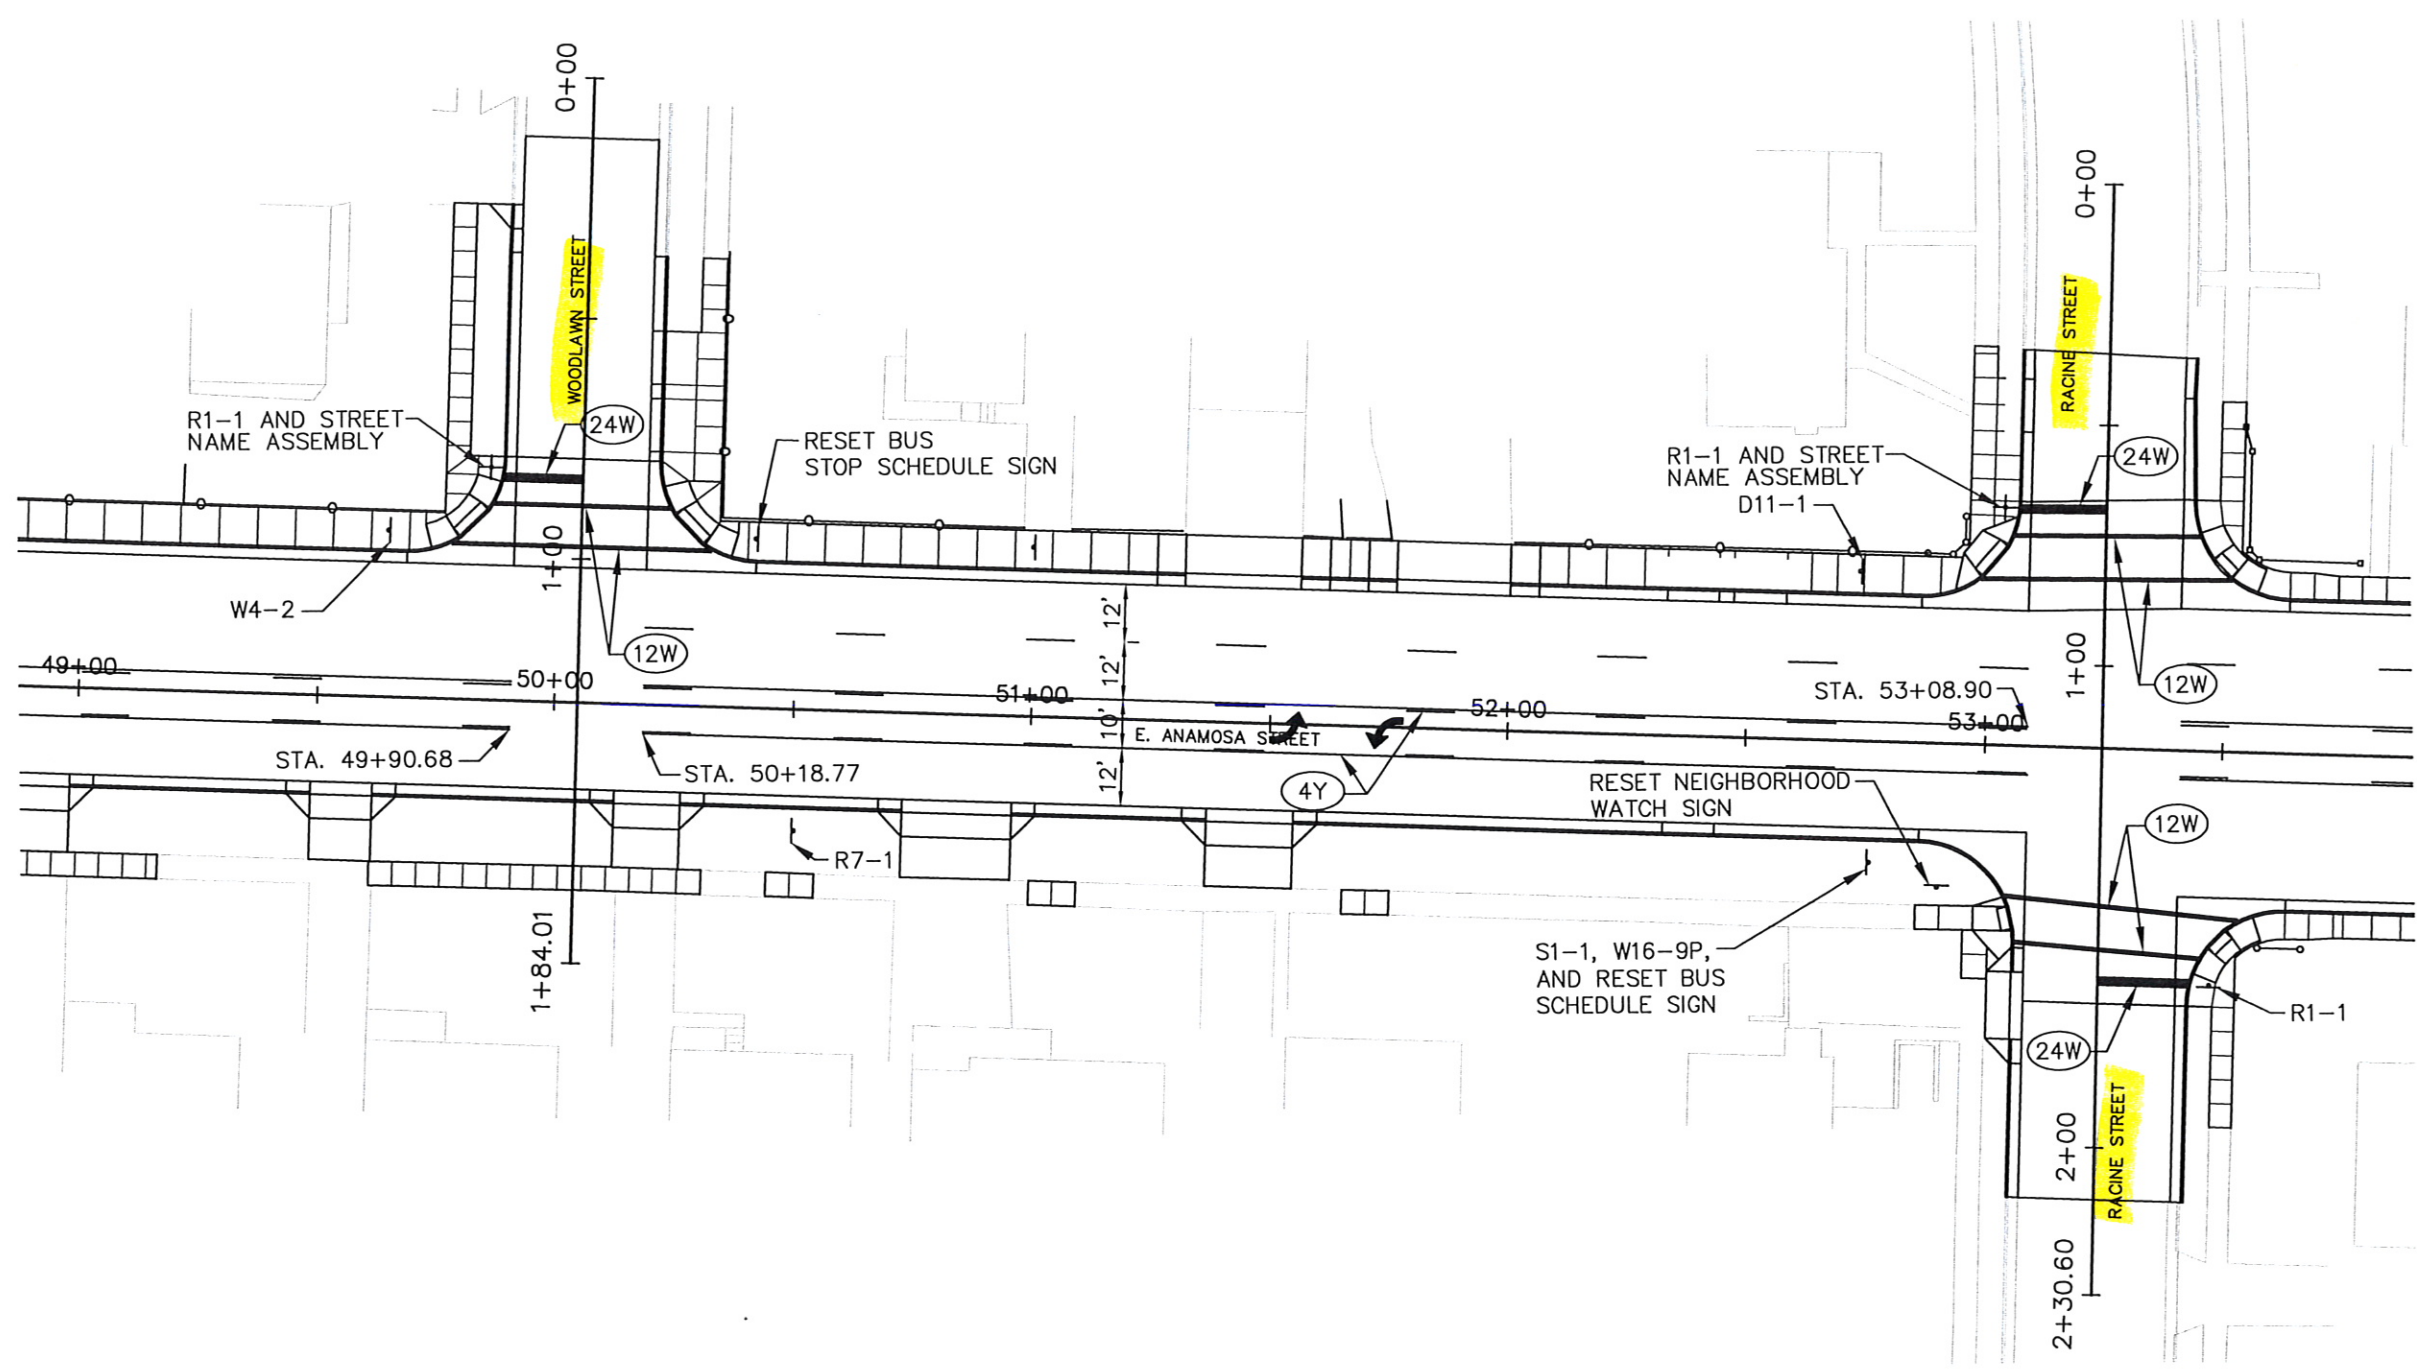 0+00
0+00
WOODLAWN STREET
RACINE STREET
R1-1 AND STREET
NAME ASSEMBLY
24W
RESET BUS
STOP SCHEDULE SIGN
R1-1 AND STREET
NAME ASSEMBLY
D11-1
24W
W4-2
1+00
12W
12'
12'
10'
12'
1+00
12W
49+00
50+00
51+00
52+00
53+00
STA. 53+08.90
E. ANAMOSA STREET
STA. 49+90.68
STA. 50+18.77
4Y
RESET NEIGHBORHOOD
WATCH SIGN
12W
R7-1
1+84.01
S1-1, W16-9P,
AND RESET BUS
SCHEDULE SIGN
R1-1
24W
2+00
RACINE STREET
2+30.60